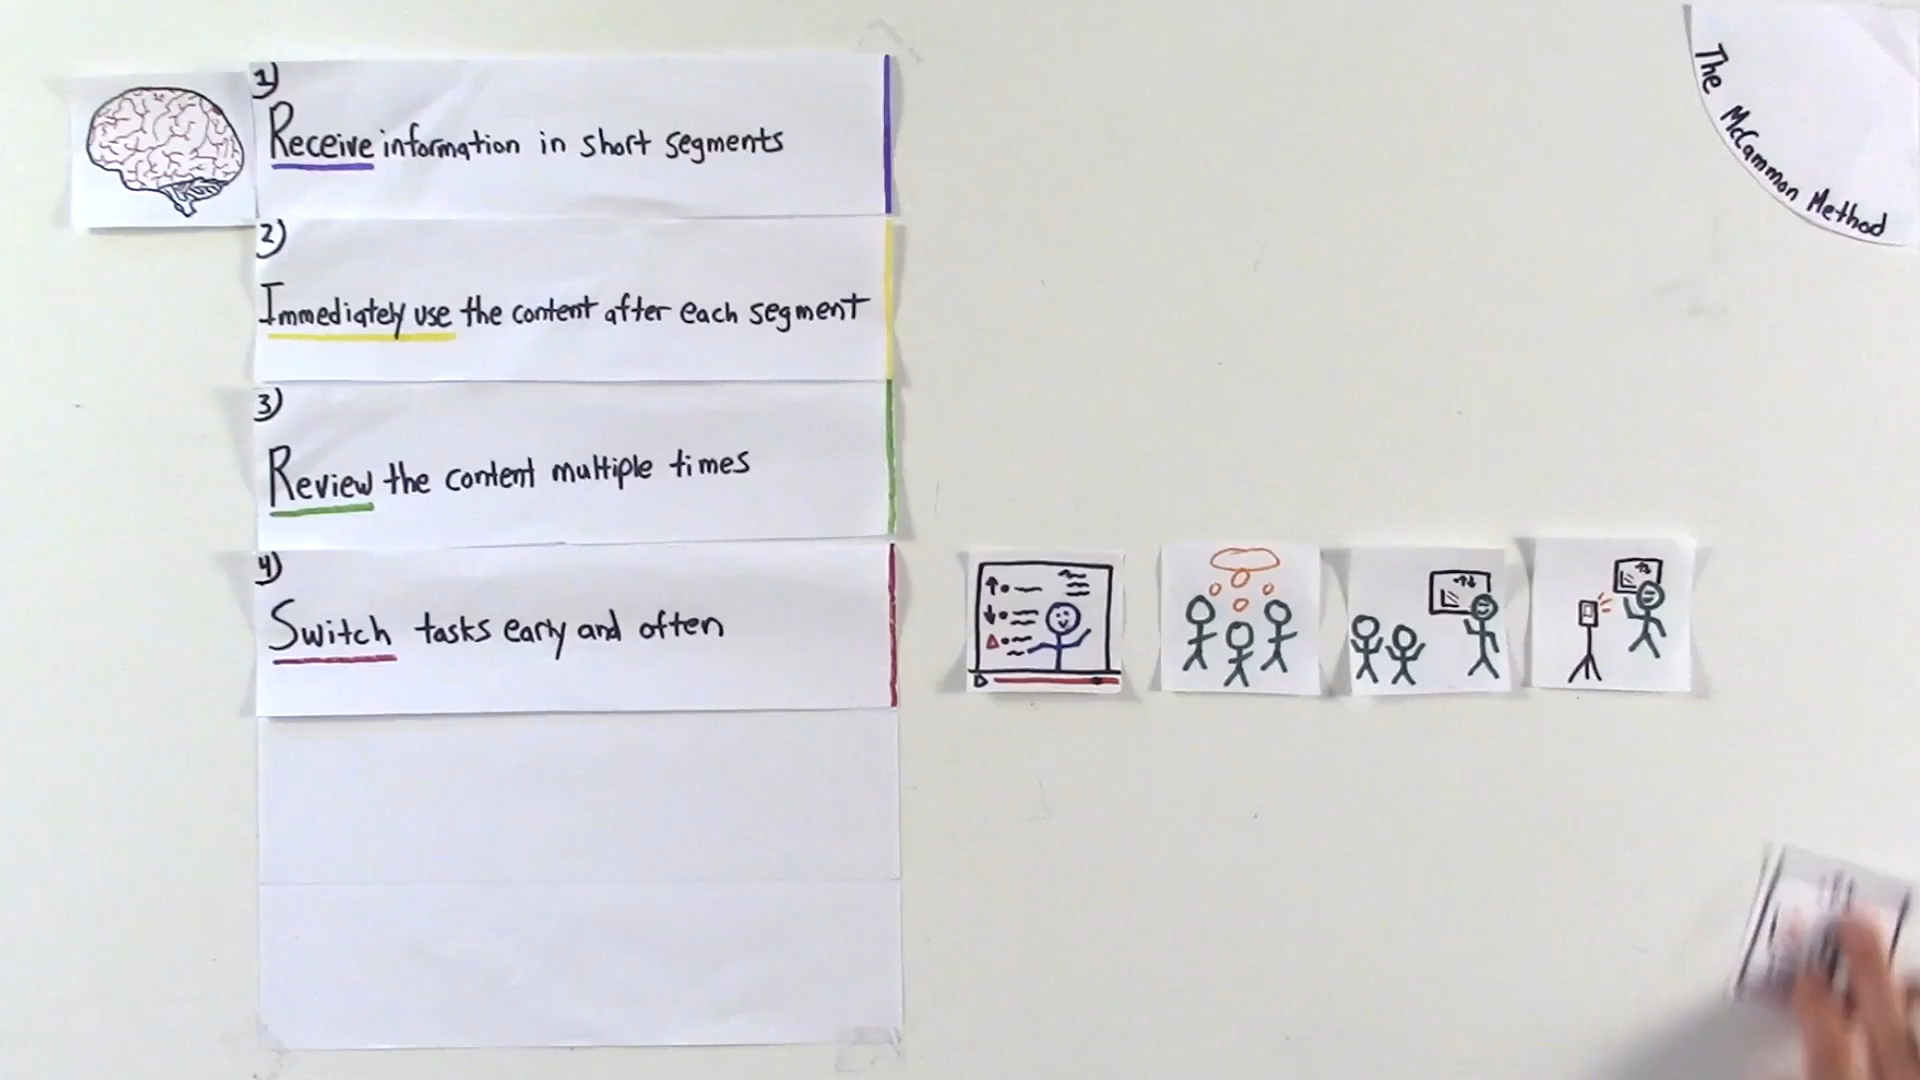 1)
Receive information in short segments
2)
Immediately use the content after each segment
3)
Review the content multiple times
4)
Switch tasks early and often
The McCammon Method